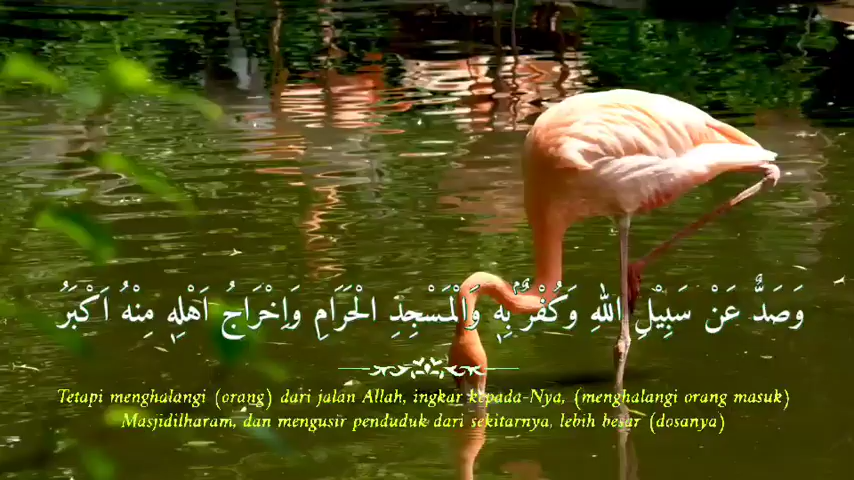 وَصَدٌّ عَنْ سَبِيْلِ اللّٰهِ وَكُفْرٌۢ بِهٖ وَالْمَسْجِدِ الْحَرَامِ وَاِخْرَاجُ اَهْلِهٖ مِنْهُ اَكْبَرُ
Tetapi menghalangi (orang) dari jalan Allah, ingkar kepada-Nya, (menghalangi orang masuk)
Masjidilharam, dan mengusir penduduk dari sekitarnya, lebih besar (dosanya)